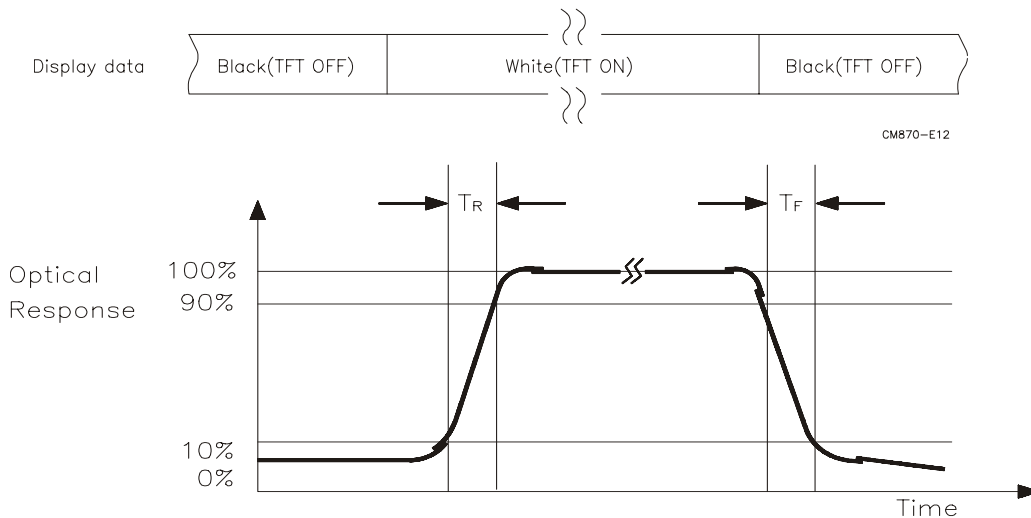 Display data
Black(TFT OFF)
White(TFT ON)
Black(TFT OFF)
CM870-E12
TR
TF
Optical
Response
100%
90%
10%
0%
Time